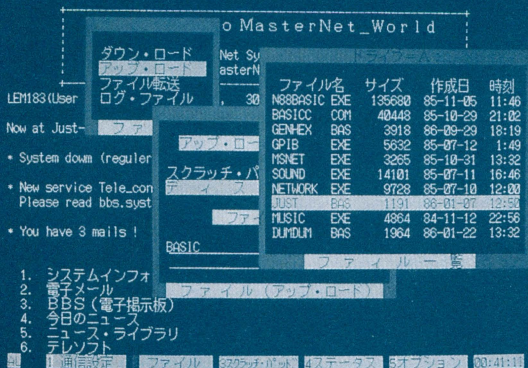 o MasterNet_World
ダウン・ロード
アップ・ロード
ファイル転送
ログ・ファイル
Net Sy
asterN
LEM183(User
, 30
Now at Just-
ファ
* System dowm (reguler
* New service Tele_con
Please read bbs.syst
* You have 3 mails !
アップ・ロー
スクラッチ・パ
ディス
ファイ
BASIC
ファイル(アップ・ロード)
ファイル名 サイズ 作成日 時刻
N88BASIC EXE 135680 85-11-05 11:46
BASICC COM 40448 85-10-29 21:02
GENHEX BAS 3918 86-09-29 18:19
GPIB EXE 5632 85-07-12 1:49
MSNET EXE 3265 85-10-31 13:32
SOUND EXE 14101 85-07-11 16:46
NETWORK EXE 9728 85-07-10 12:00
JUST BAS 1191 86-01-07 12:50
MUSIC EXE 4864 84-11-12 22:56
DUMDUM BAS 1964 86-01-22 13:32
ファイル一覧
1. システムインフォ
2. 電子メール
3. BBS(電子掲示板)
4. 今日のニュース
5. ニュース・ライブラリ
6. テレソフト
1 通信設定 ファイル 3スクラッチ・パッド 4ステータス 5オプション 00:41:11